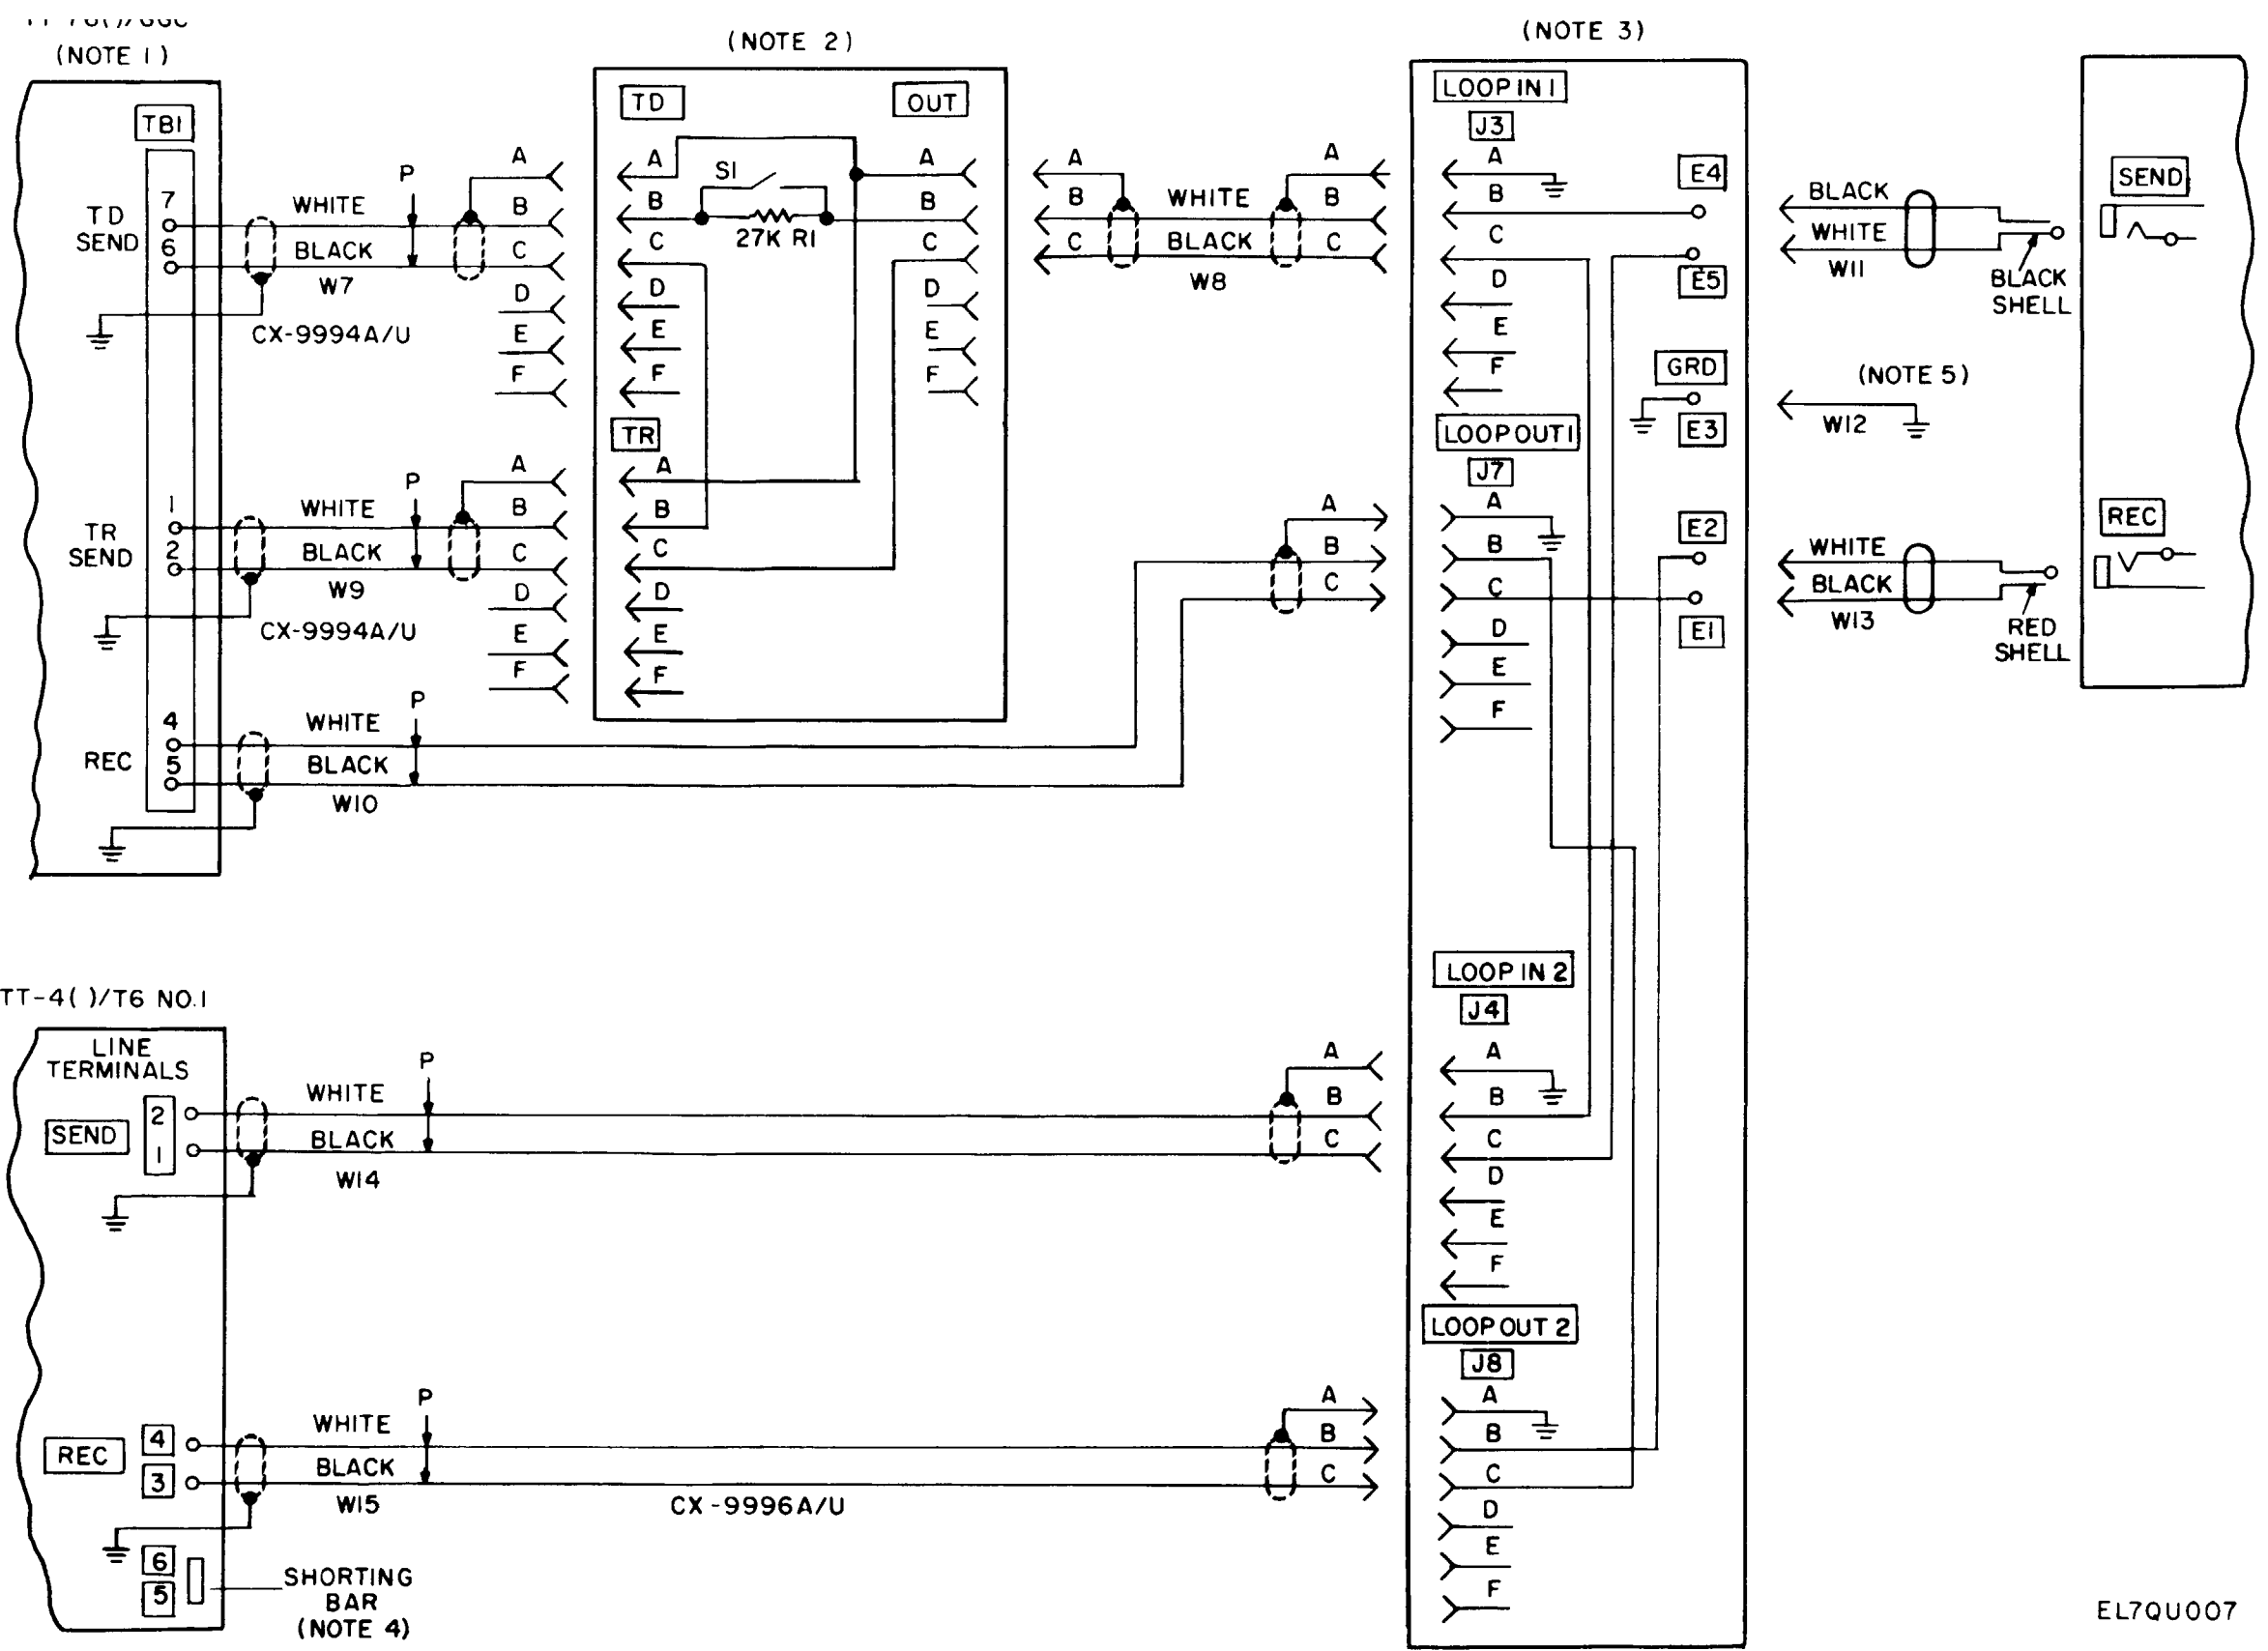 (NOTE 1)
TB1
7
TD
SEND
6
WHITE
BLACK
P
W7
CX-9994A/U
A
B
C
D
E
F
1
TR
SEND
2
WHITE
BLACK
P
W9
CX-9994A/U
A
B
C
D
E
F
4
REC
5
WHITE
BLACK
P
W10
(NOTE 2)
TD
OUT
A
B
C
D
E
F
S1
27K R1
A
B
C
D
E
F
TR
A
B
C
D
E
F
A
B
C
WHITE
BLACK
W8
A
B
C
A
B
C
(NOTE 3)
LOOP IN 1
J3
A
B
C
D
E
F
E4
E5
GRD
E3
LOOP OUT 1
J7
A
B
C
D
E
F
E2
E1
BLACK
WHITE
W11
BLACK
SHELL
SEND
(NOTE 5)
W12
WHITE
BLACK
W13
RED
SHELL
REC
TT-4( )/T6 NO.1
LINE
TERMINALS
SEND
2
1
WHITE
BLACK
P
W14
A
B
C
LOOP IN 2
J4
A
B
C
D
E
F
REC
4
3
WHITE
BLACK
P
W15
CX-9996A/U
A
B
C
LOOP OUT 2
J8
A
B
C
D
E
F
6
5
SHORTING
BAR
(NOTE 4)
EL7QU007